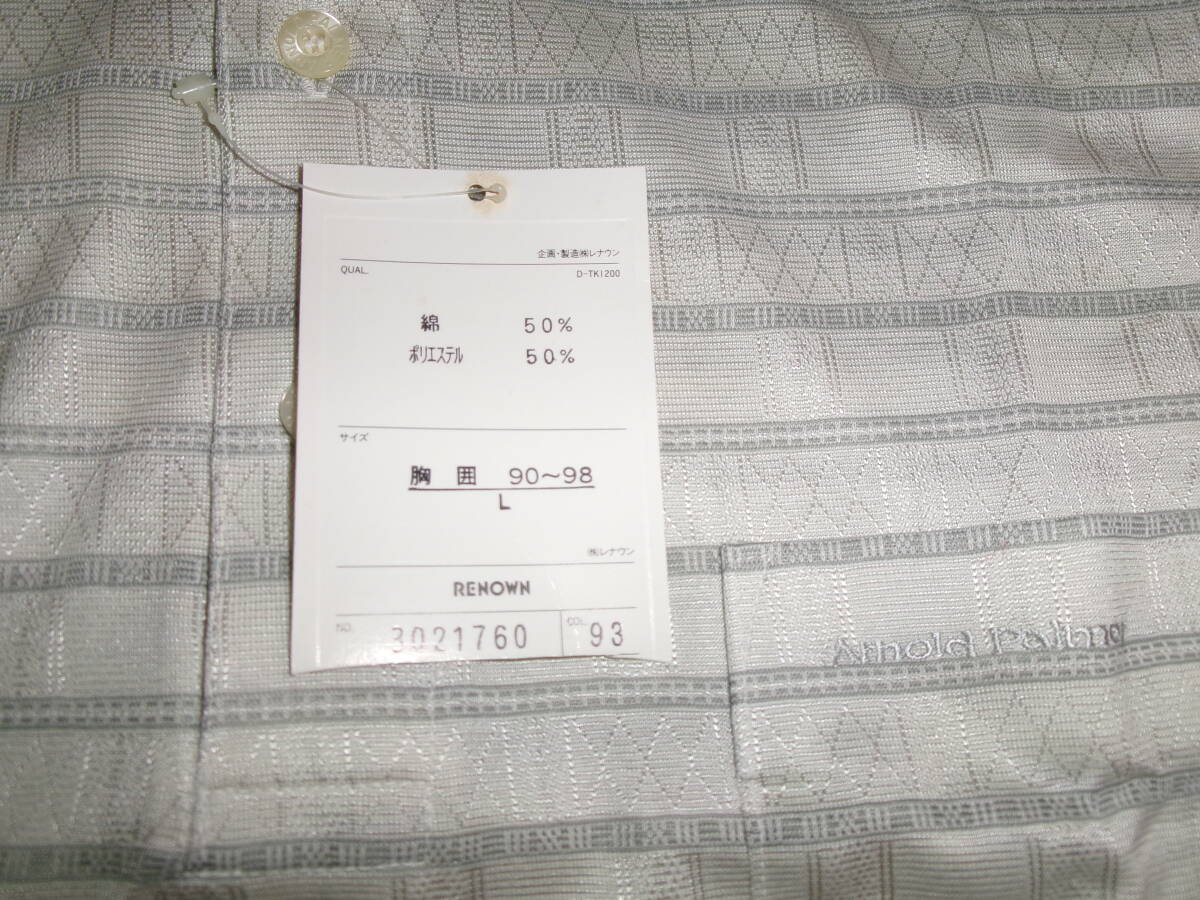 企画・製造㈱レナウン
QUAL.
D-TK1200
綿 50%
ポリエステル 50%
サイズ
胸囲 90～98
L
㈱レナウン
RENOWN
NO. 3021760 COL. 93
Arnold Palmer